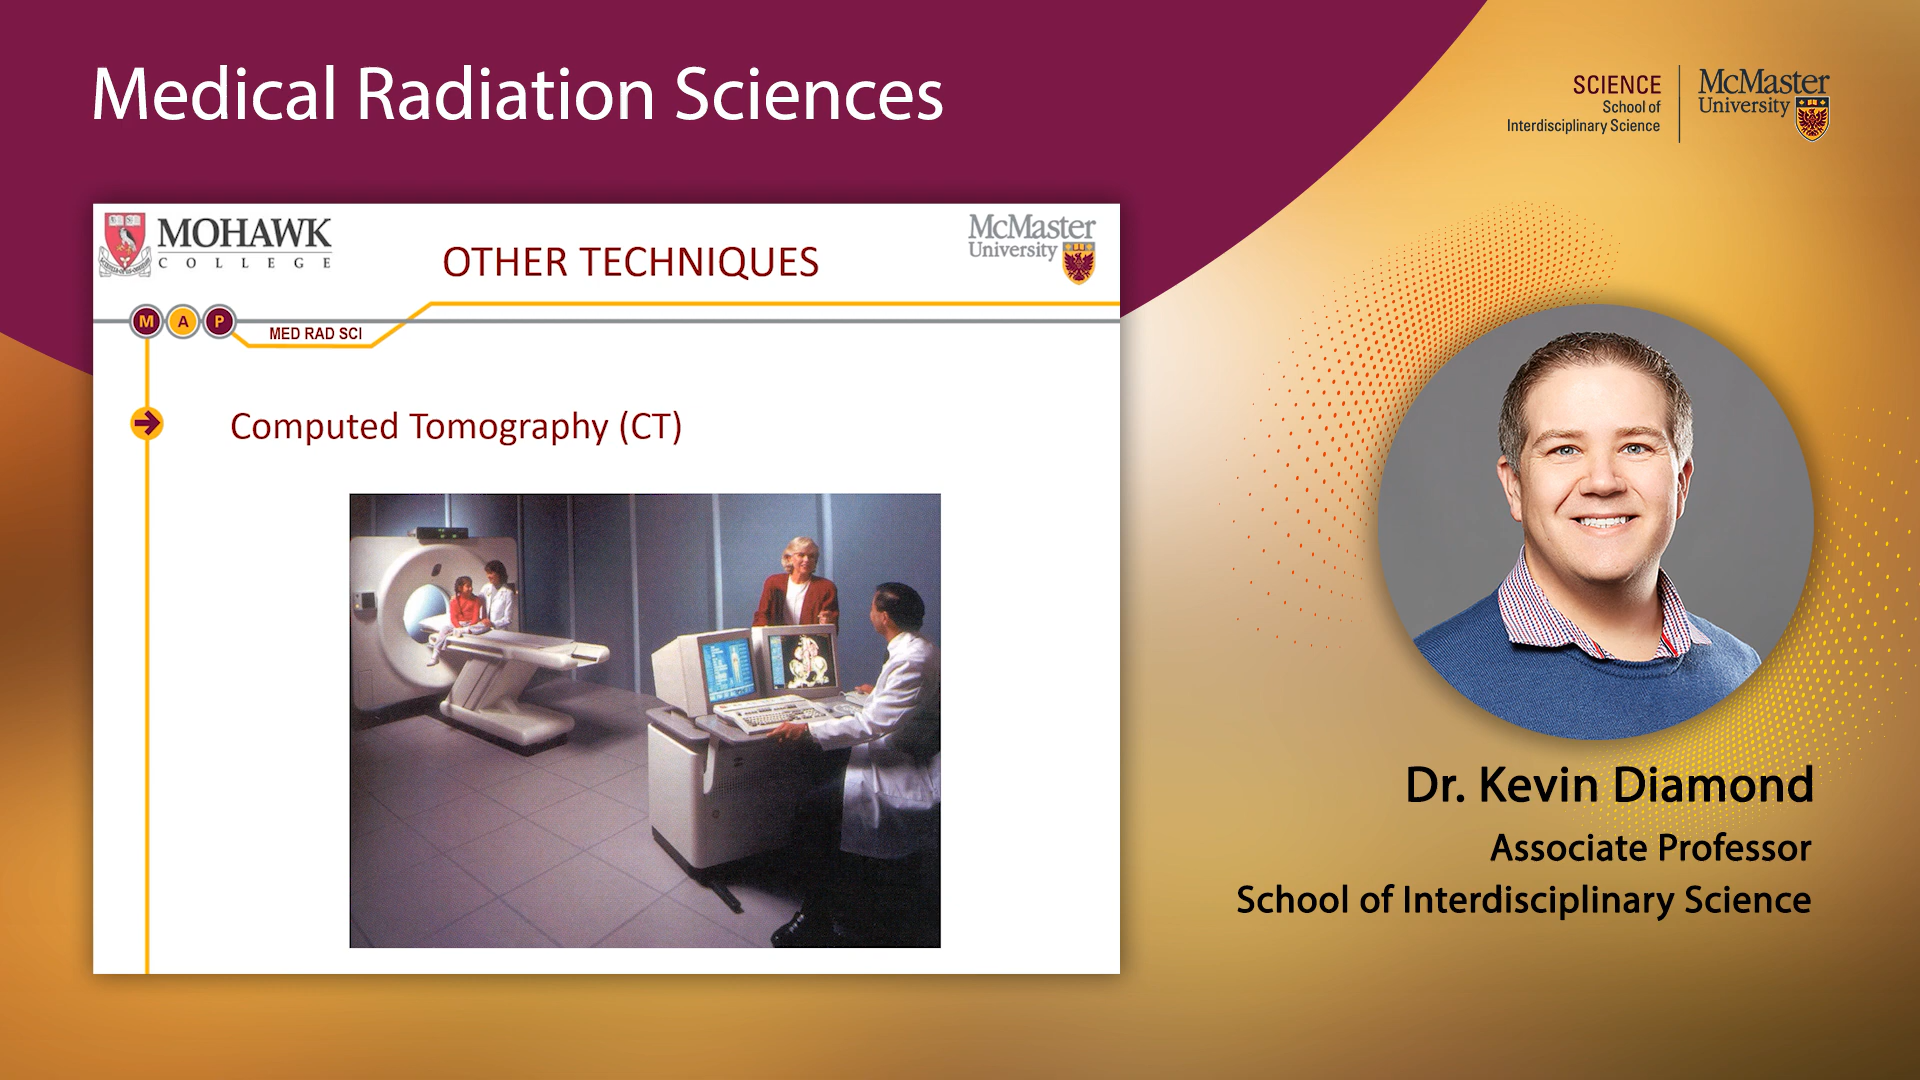 Medical Radiation Sciences
SCIENCE
School of
Interdisciplinary Science
McMaster
University
MOHAWK
COLLEGE
OTHER TECHNIQUES
McMaster
University
M A P
MED RAD SCI
Computed Tomography (CT)
Dr. Kevin Diamond
Associate Professor
School of Interdisciplinary Science